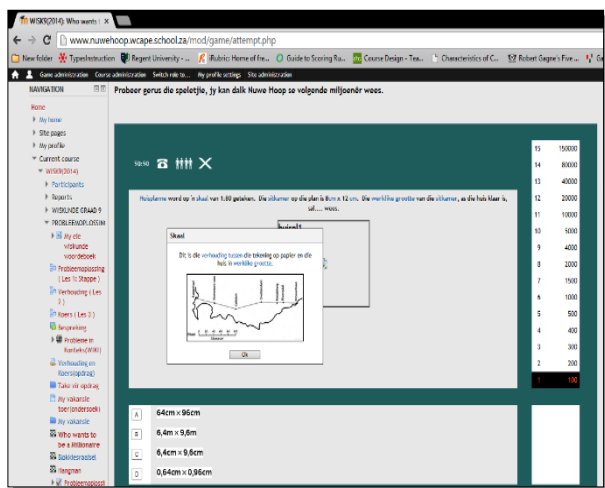 WISK9(2014): Who wants t
www.nuwehoop.wcape.school.za/mod/game/attempt.php
New folder TypesInstruction Regent University - ... iRubric: Home of fre... Guide to Scoring Ru... Course Design - Tea... Characteristics of C... Robert Gagne's Five ...
Game administration Course administration Switch role to... My profile settings Site administration
NAVIGATION
Home
My home
Site pages
My profile
Current course
WISK9(2014)
Participants
Reports
WISKUNDE GRAAD 9
PROBLEEMOPLOSSIN
My eie
wiskunde
woordeboek
Probleemoplossing
( Les 1: Stappe )
Verhouding ( Les
2 )
Koers ( Les 3 )
Bespreking
Probleme in
Konteks(WIKI)
Verhouding en
Koers(opdrag)
Take vir opdrag
My vakansie
toer(ondersoek)
My vakansie
Who wants to
be a Millionaire
Hangman
Probleemoplossi
Probeer gerus die speletjie, jy kan dalk Nuwe Hoop se volgende miljoenêr wees.
50:50
Huisplanne word op 'n skaal van 1:80 geteken. Die sitkamer op die plan is 8cm x 12 cm. Die werklike grootte van die sitkamer, as die huis klaar is,
sal.... wees.
Skaal
Dit is die verhouding tussen die tekening op papier en die
huis in werklike grootte.
Ok
A 64cm × 96cm
B 6,4m × 9,6m
C 6,4cm × 9,6cm
D 0,64cm × 0,96cm
15 150000
14 80000
13 40000
12 20000
11 10000
10 5000
9 4000
8 2000
7 1500
6 1000
5 500
4 400
3 300
2 200
1 100